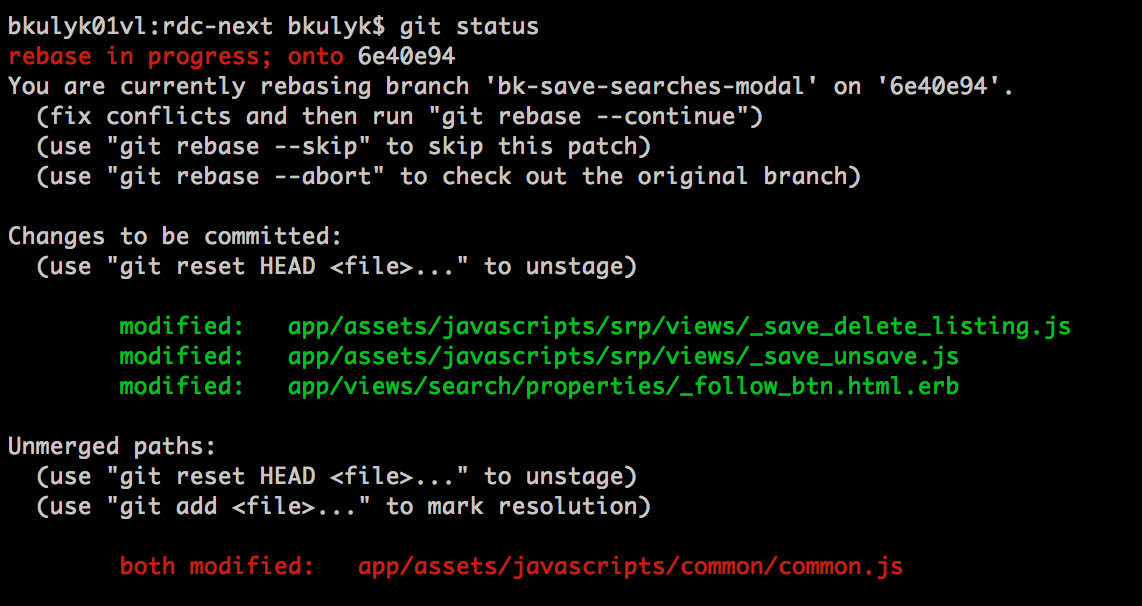 bkulyk01vl:rdc-next bkulyk$ git status
rebase in progress; onto 6e40e94
You are currently rebasing branch 'bk-save-searches-modal' on '6e40e94'.
  (fix conflicts and then run "git rebase --continue")
  (use "git rebase --skip" to skip this patch)
  (use "git rebase --abort" to check out the original branch)

Changes to be committed:
  (use "git reset HEAD <file>..." to unstage)

        modified:   app/assets/javascripts/srp/views/_save_delete_listing.js
        modified:   app/assets/javascripts/srp/views/_save_unsave.js
        modified:   app/views/search/properties/_follow_btn.html.erb

Unmerged paths:
  (use "git reset HEAD <file>..." to unstage)
  (use "git add <file>..." to mark resolution)

        both modified:   app/assets/javascripts/common/common.js